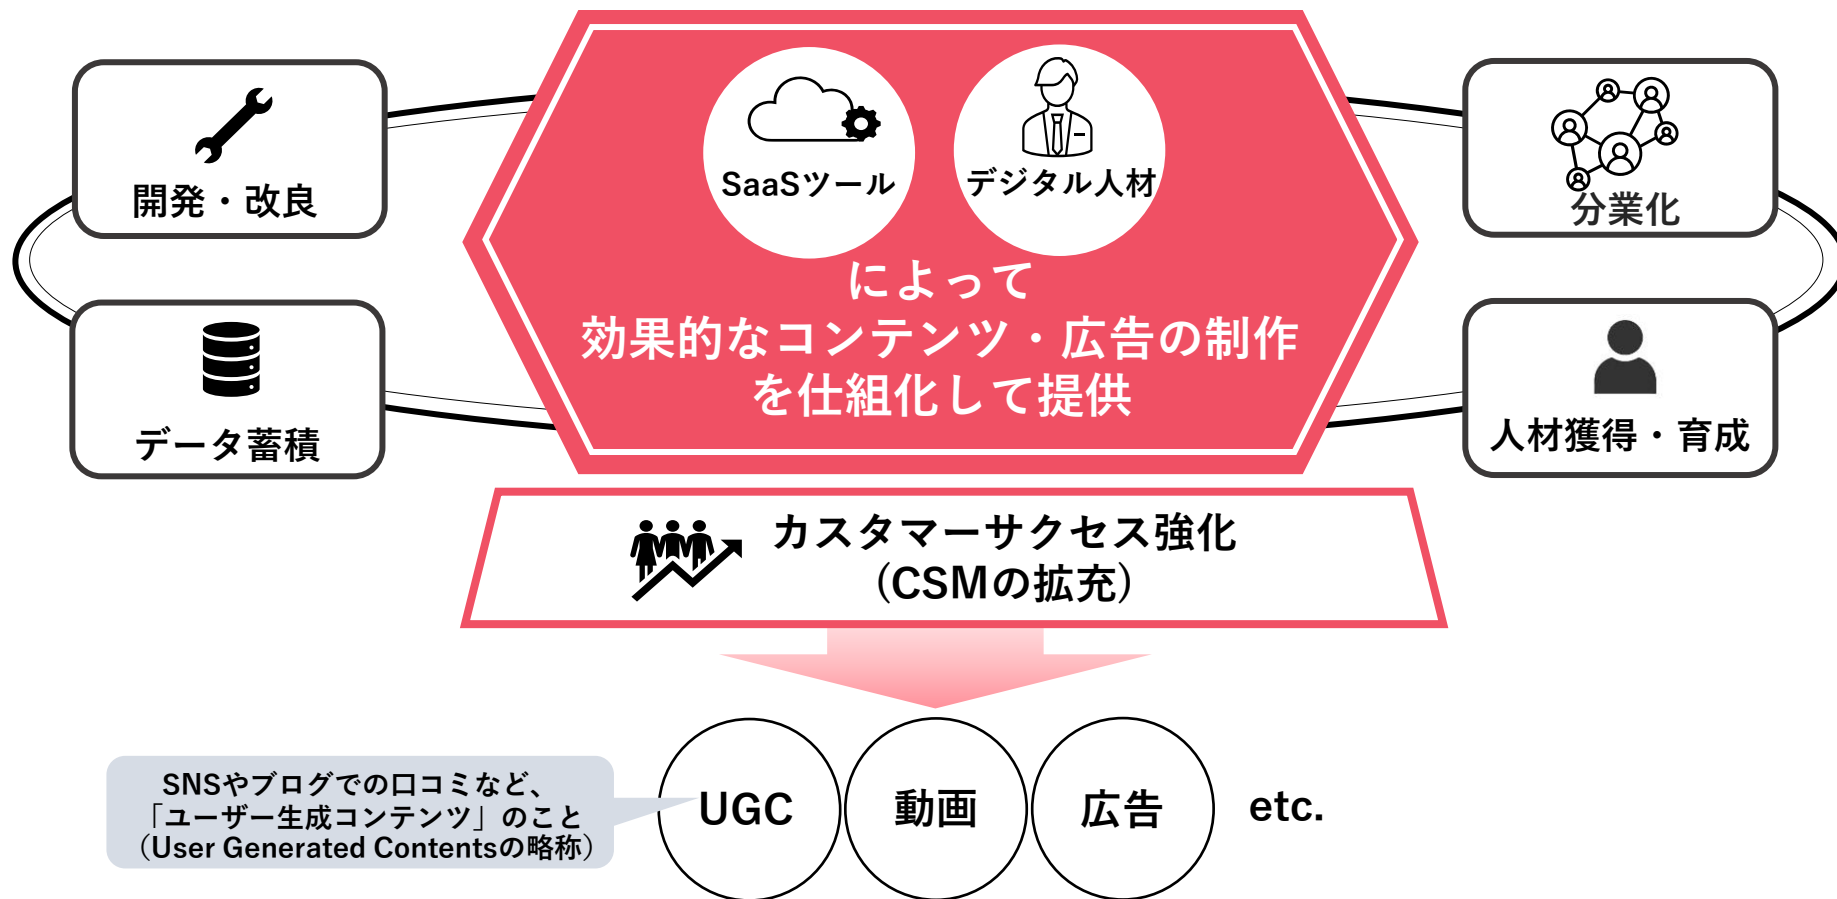 SaaSツール
デジタル人材
によって
効果的なコンテンツ・広告の制作
を仕組化して提供
開発・改良
データ蓄積
分業化
人材獲得・育成
カスタマーサクセス強化
(CSMの拡充)
SNSやブログでの口コミなど、
「ユーザー生成コンテンツ」のこと
(User Generated Contentsの略称)
UGC
動画
広告
etc.